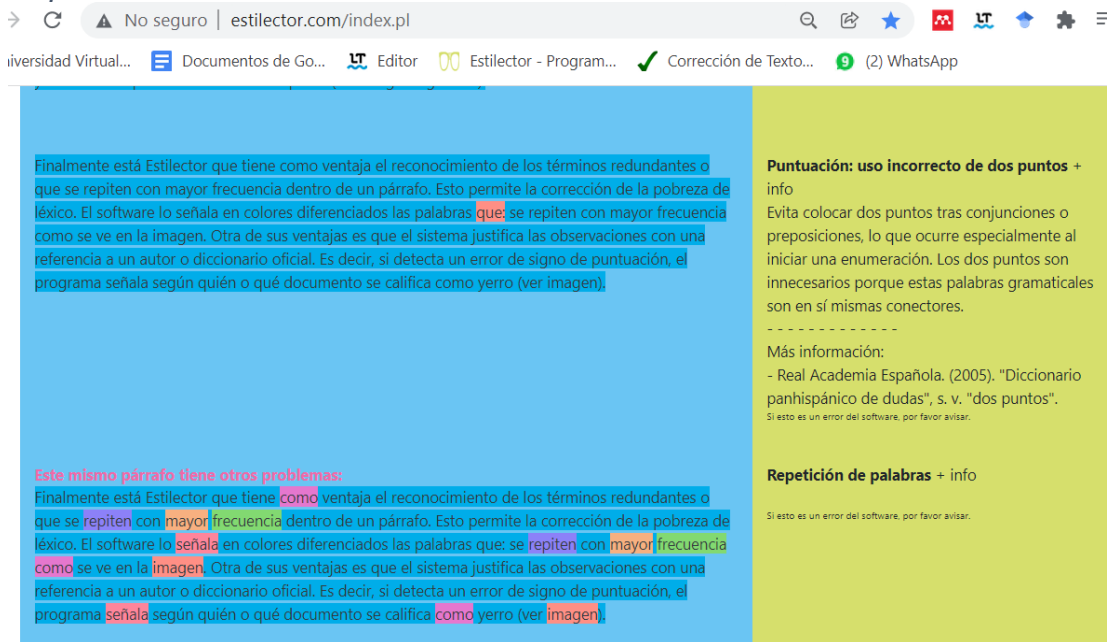 No seguro | estilector.com/index.pl
niversidad Virtual... Documentos de Go... LT Editor Estilector - Program... Corrección de Texto... 9 (2) WhatsApp
Finalmente está Estilector que tiene como ventaja el reconocimiento de los términos redundantes o
que se repiten con mayor frecuencia dentro de un párrafo. Esto permite la corrección de la pobreza de
léxico. El software lo señala en colores diferenciados las palabras que: se repiten con mayor frecuencia
como se ve en la imagen. Otra de sus ventajas es que el sistema justifica las observaciones con una
referencia a un autor o diccionario oficial. Es decir, si detecta un error de signo de puntuación, el
programa señala según quién o qué documento se califica como yerro (ver imagen).
Puntuación: uso incorrecto de dos puntos +
info
Evita colocar dos puntos tras conjunciones o
preposiciones, lo que ocurre especialmente al
iniciar una enumeración. Los dos puntos son
innecesarios porque estas palabras gramaticales
son en sí mismas conectores.
- - - - - - - - - - - - -
Más información:
- Real Academia Española. (2005). "Diccionario
panhispánico de dudas", s. v. "dos puntos".
Si esto es un error del software, por favor avisar.
Este mismo párrafo tiene otros problemas:
Finalmente está Estilector que tiene como ventaja el reconocimiento de los términos redundantes o
que se repiten con mayor frecuencia dentro de un párrafo. Esto permite la corrección de la pobreza de
léxico. El software lo señala en colores diferenciados las palabras que: se repiten con mayor frecuencia
como se ve en la imagen. Otra de sus ventajas es que el sistema justifica las observaciones con una
referencia a un autor o diccionario oficial. Es decir, si detecta un error de signo de puntuación, el
programa señala según quién o qué documento se califica como yerro (ver imagen).
Repetición de palabras + info
Si esto es un error del software, por favor avisar.